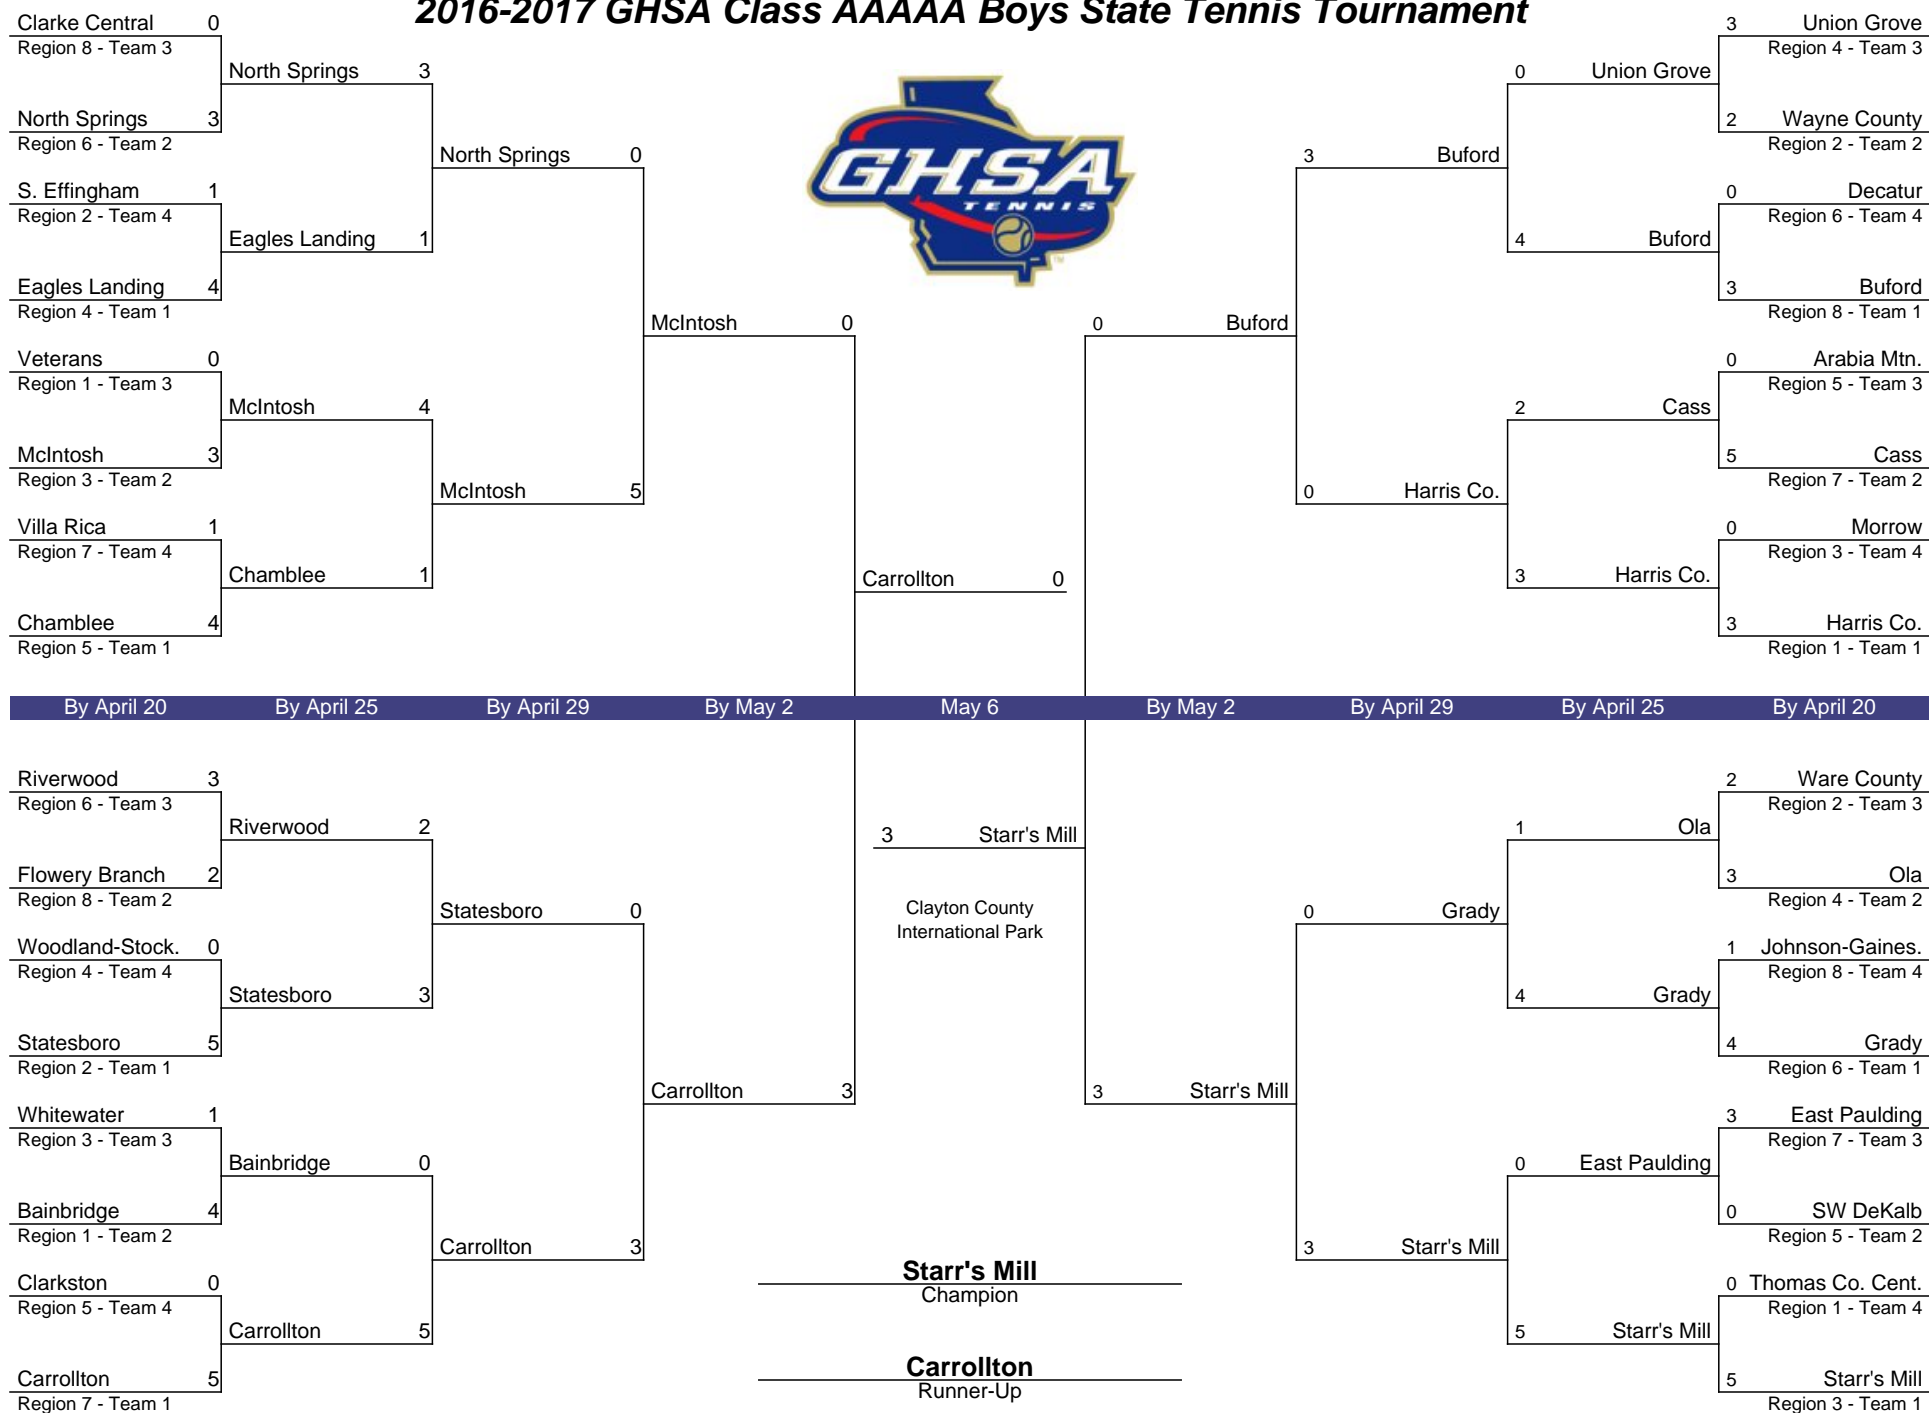 2016-2017 GHSA Class AAAAA Boys State Tennis Tournament
Clarke Central 0
Region 8 - Team 3
North Springs 3
North Springs 3
Region 6 - Team 2
North Springs 0
S. Effingham 1
Region 2 - Team 4
Eagles Landing 1
Eagles Landing 4
Region 4 - Team 1
McIntosh 0
Veterans 0
Region 1 - Team 3
McIntosh 4
McIntosh 3
Region 3 - Team 2
McIntosh 5
Villa Rica 1
Region 7 - Team 4
Chamblee 1
Chamblee 4
Region 5 - Team 1
Carrollton 0
GHSA
TENNIS
TM
3 Union Grove
Region 4 - Team 3
0 Union Grove
2 Wayne County
Region 2 - Team 2
3 Buford
0 Decatur
Region 6 - Team 4
4 Buford
3 Buford
Region 8 - Team 1
0 Buford
0 Arabia Mtn.
Region 5 - Team 3
2 Cass
5 Cass
Region 7 - Team 2
0 Harris Co.
0 Morrow
Region 3 - Team 4
3 Harris Co.
3 Harris Co.
Region 1 - Team 1
By April 20 By April 25 By April 29 By May 2 May 6 By May 2 By April 29 By April 25 By April 20
Riverwood 3
Region 6 - Team 3
Riverwood 2
Flowery Branch 2
Region 8 - Team 2
Statesboro 0
Woodland-Stock. 0
Region 4 - Team 4
Statesboro 3
Statesboro 5
Region 2 - Team 1
Carrollton 3
Whitewater 1
Region 3 - Team 3
Bainbridge 0
Bainbridge 4
Region 1 - Team 2
Carrollton 3
Clarkston 0
Region 5 - Team 4
Carrollton 5
Carrollton 5
Region 7 - Team 1
3 Starr's Mill
Clayton County
International Park
Starr's Mill
Champion
Carrollton
Runner-Up
2 Ware County
Region 2 - Team 3
1 Ola
3 Ola
Region 4 - Team 2
0 Grady
1 Johnson-Gaines.
Region 8 - Team 4
4 Grady
4 Grady
Region 6 - Team 1
3 Starr's Mill
3 East Paulding
Region 7 - Team 3
0 East Paulding
0 SW DeKalb
Region 5 - Team 2
3 Starr's Mill
0 Thomas Co. Cent.
Region 1 - Team 4
5 Starr's Mill
5 Starr's Mill
Region 3 - Team 1